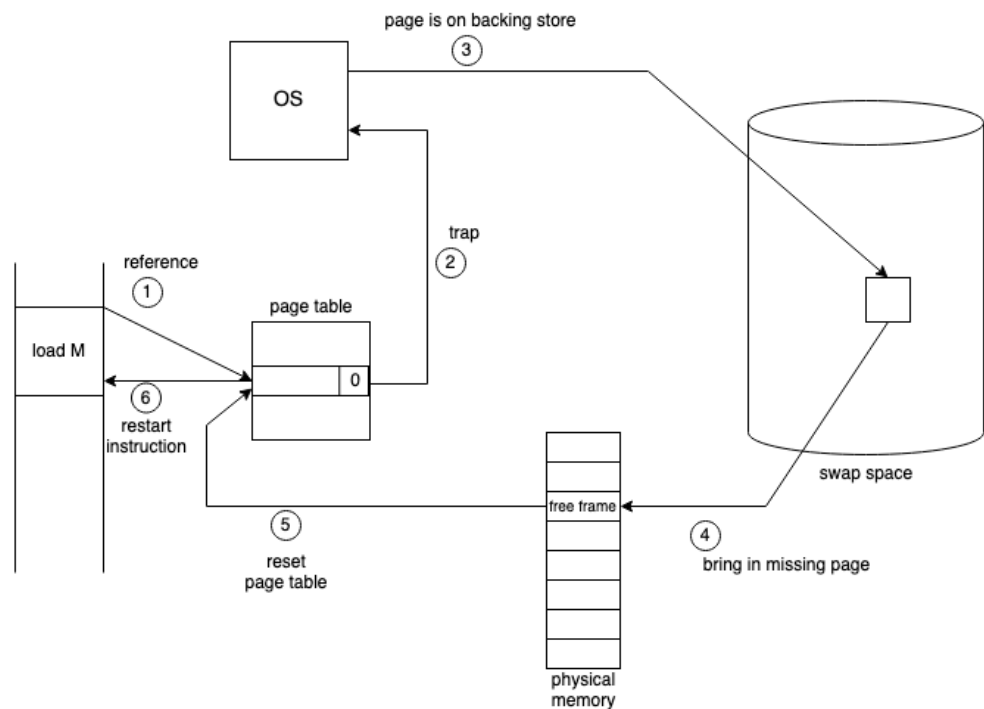 page is on backing store
3
OS
trap
2
reference
1
page table
load M
0
6
restart
instruction
free frame
swap space
5
4
reset
page table
bring in missing page
physical
memory